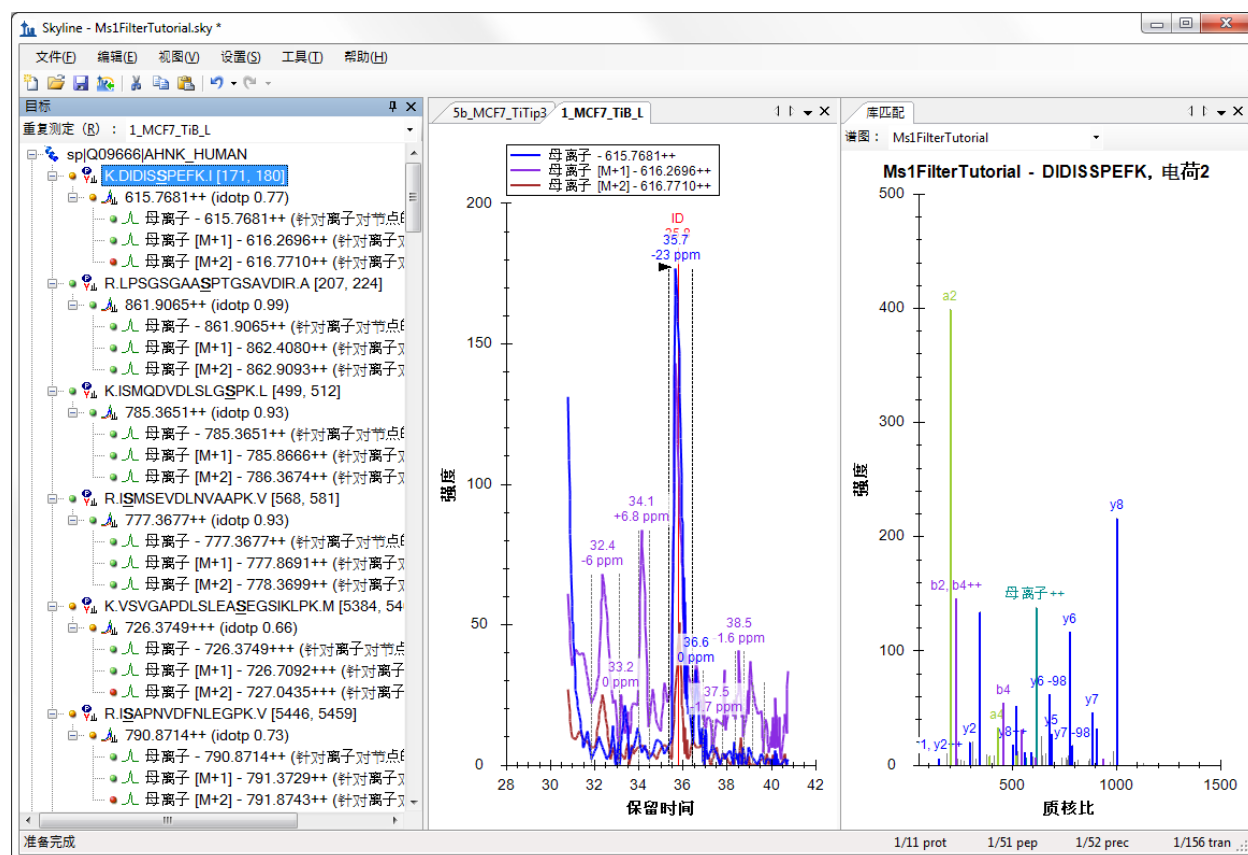 Skyline - Ms1FilterTutorial.sky *
文件(F) 编辑(E) 视图(V) 设置(S) 工具(T) 帮助(H)
目标
重复测定 (R) : 1_MCF7_TiB_L
sp|Q09666|AHNK_HUMAN
K.DIDISSPEFK.I [171, 180]
615.7681++ (idotp 0.77)
母离子 - 615.7681++ (针对离子对节点的
母离子 [M+1] - 616.2696++ (针对离子对
母离子 [M+2] - 616.7710++ (针对离子对
R.LPSGSGAASPTGSAVDIR.A [207, 224]
861.9065++ (idotp 0.99)
母离子 - 861.9065++ (针对离子对节点的
母离子 [M+1] - 862.4080++ (针对离子对
母离子 [M+2] - 862.9093++ (针对离子对
K.ISMQDVDLSLGSPK.L [499, 512]
785.3651++ (idotp 0.93)
母离子 - 785.3651++ (针对离子对节点的
母离子 [M+1] - 785.8666++ (针对离子对
母离子 [M+2] - 786.3674++ (针对离子对
R.ISMSEVDLNVAAPK.V [568, 581]
777.3677++ (idotp 0.93)
母离子 - 777.3677++ (针对离子对节点的
母离子 [M+1] - 777.8691++ (针对离子对
母离子 [M+2] - 778.3699++ (针对离子对
K.VSVGAPDLSLEASEGSIKLPK.M [5384, 540
726.3749+++ (idotp 0.66)
母离子 - 726.3749+++ (针对离子对节点
母离子 [M+1] - 726.7092+++ (针对离子
母离子 [M+2] - 727.0435+++ (针对离子
R.ISAPNVDFNLEGPK.V [5446, 5459]
790.8714++ (idotp 0.73)
母离子 - 790.8714++ (针对离子对节点的
母离子 [M+1] - 791.3729++ (针对离子对
母离子 [M+2] - 791.8743++ (针对离子对
5b_MCF7_TiTip3 1_MCF7_TiB_L
母离子 - 615.7681++
母离子 [M+1] - 616.2696++
母离子 [M+2] - 616.7710++
200
150
100
50
0
强度
ID
35.7
-23 ppm
34.1
+6.8 ppm
32.4
-6 ppm
33.2
0 ppm
36.6
0 ppm
37.5
-1.7 ppm
38.5
-1.6 ppm
28 30 32 34 36 38 40 42
保留时间
库匹配
谱图: Ms1FilterTutorial
Ms1FilterTutorial - DIDISSPEFK, 电荷2
500
400
300
200
100
0
强度
a2
b2, b4++
母离子++
y8
y6
y6 -98
b4
a4
y7
y2
y5
y8++
y7 -98
y2++
500 1000 1500
质核比
准备完成
1/11 prot 1/51 pep 1/52 prec 1/156 tran